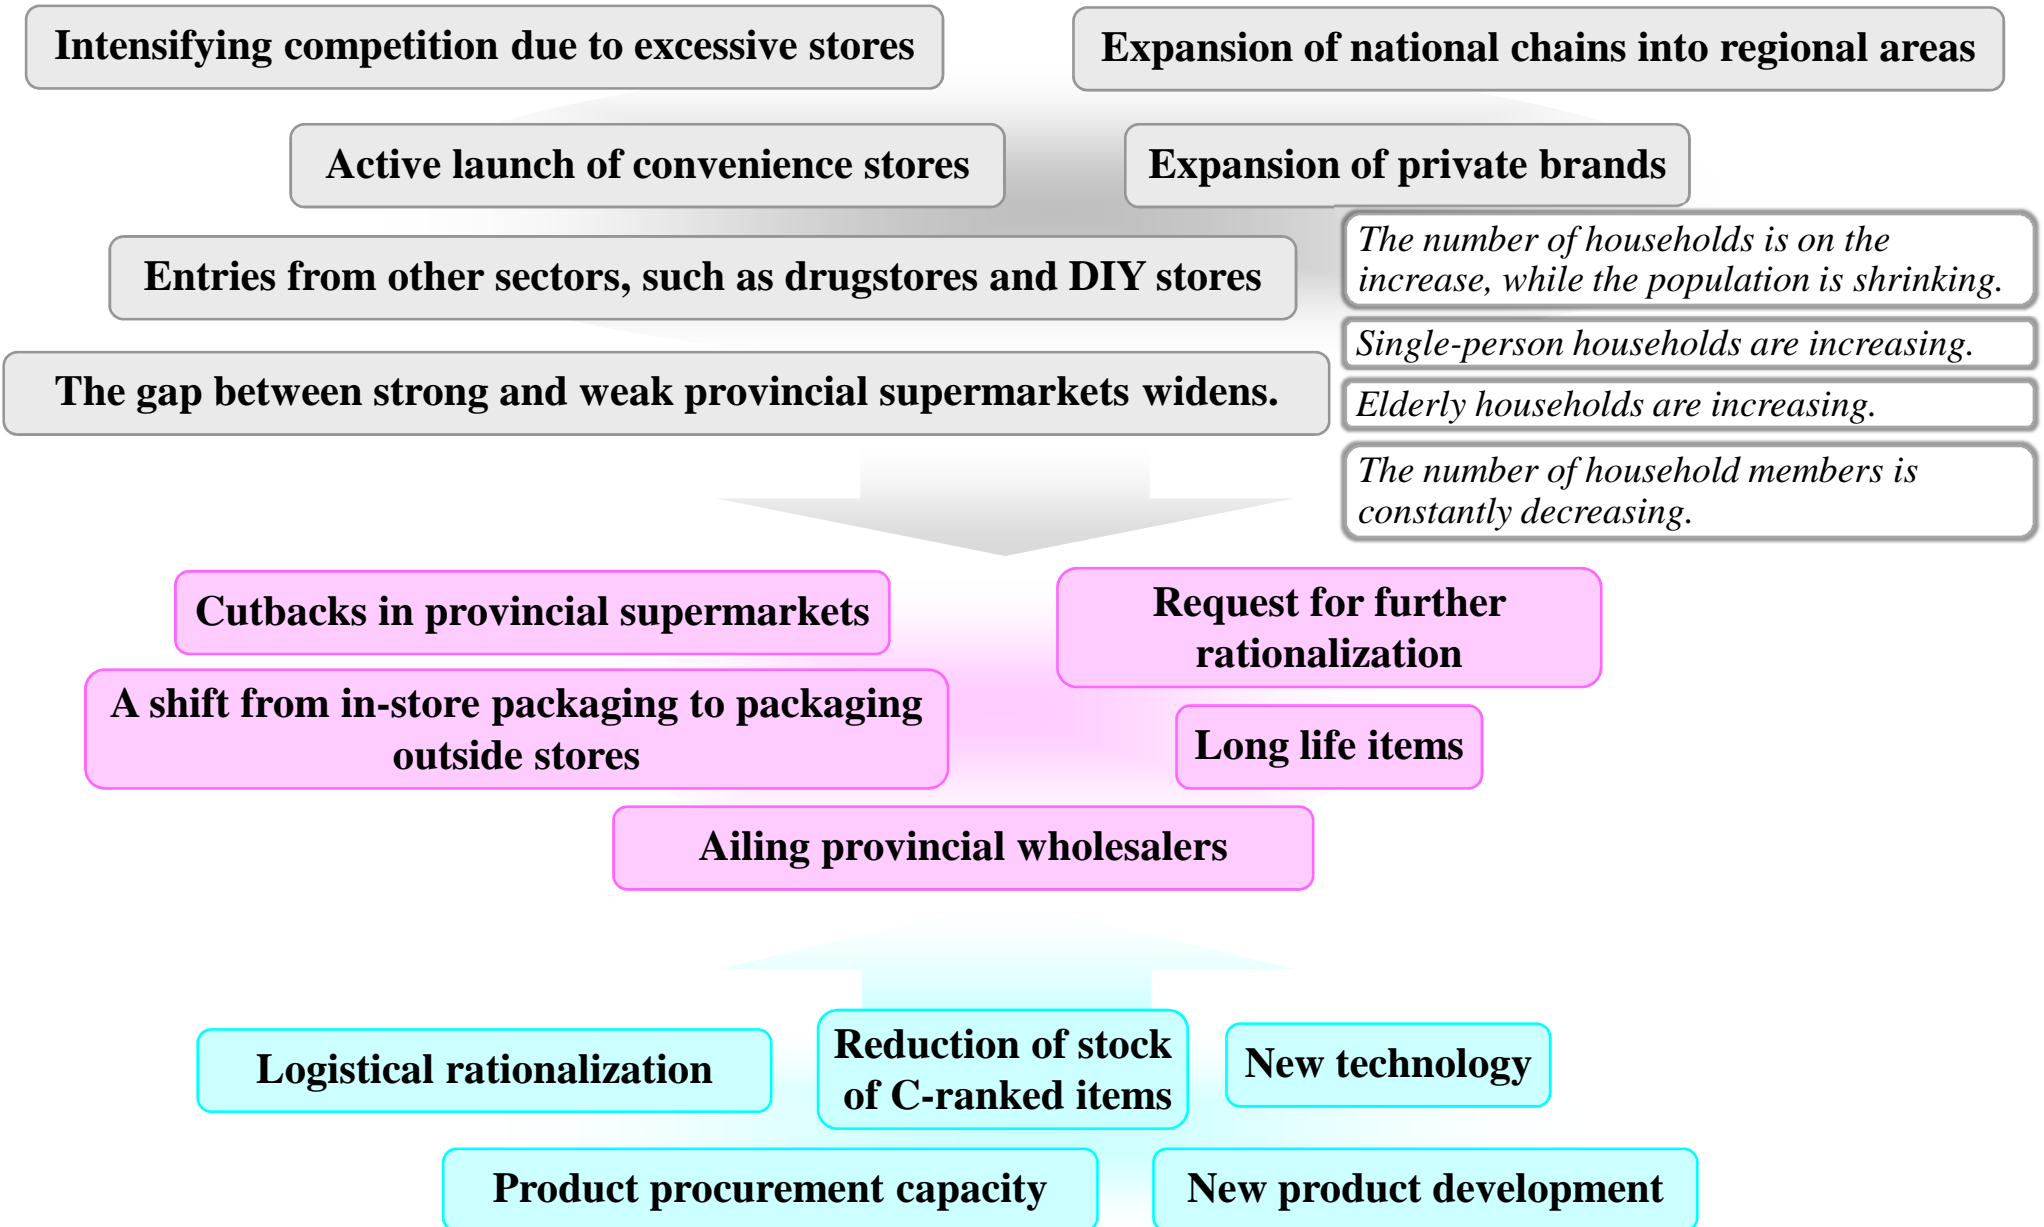 Intensifying competition due to excessive stores
Expansion of national chains into regional areas
Active launch of convenience stores
Expansion of private brands
Entries from other sectors, such as drugstores and DIY stores
The number of households is on the
increase, while the population is shrinking.
Single-person households are increasing.
The gap between strong and weak provincial supermarkets widens.
Elderly households are increasing.
The number of household members is
constantly decreasing.
Cutbacks in provincial supermarkets
Request for further
rationalization
A shift from in-store packaging to packaging
outside stores
Long life items
Ailing provincial wholesalers
Logistical rationalization
Reduction of stock
of C-ranked items
New technology
Product procurement capacity
New product development